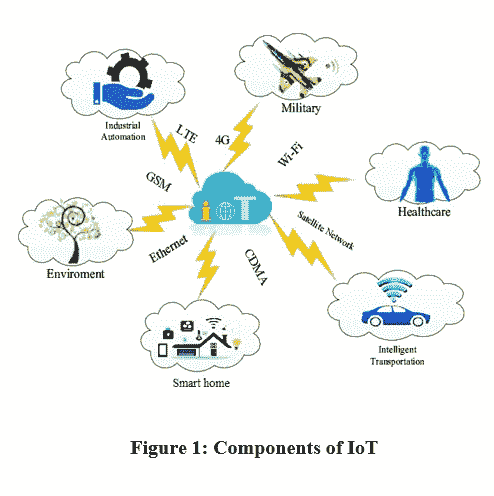 Military
Industrial
Automation
LTE
4G
Wi-Fi
Healthcare
GSM
iOT
Satellite Network
Enviroment
Ethernet
CDMA
Intelligent
Transportation
Smart home
Figure 1: Components of IoT